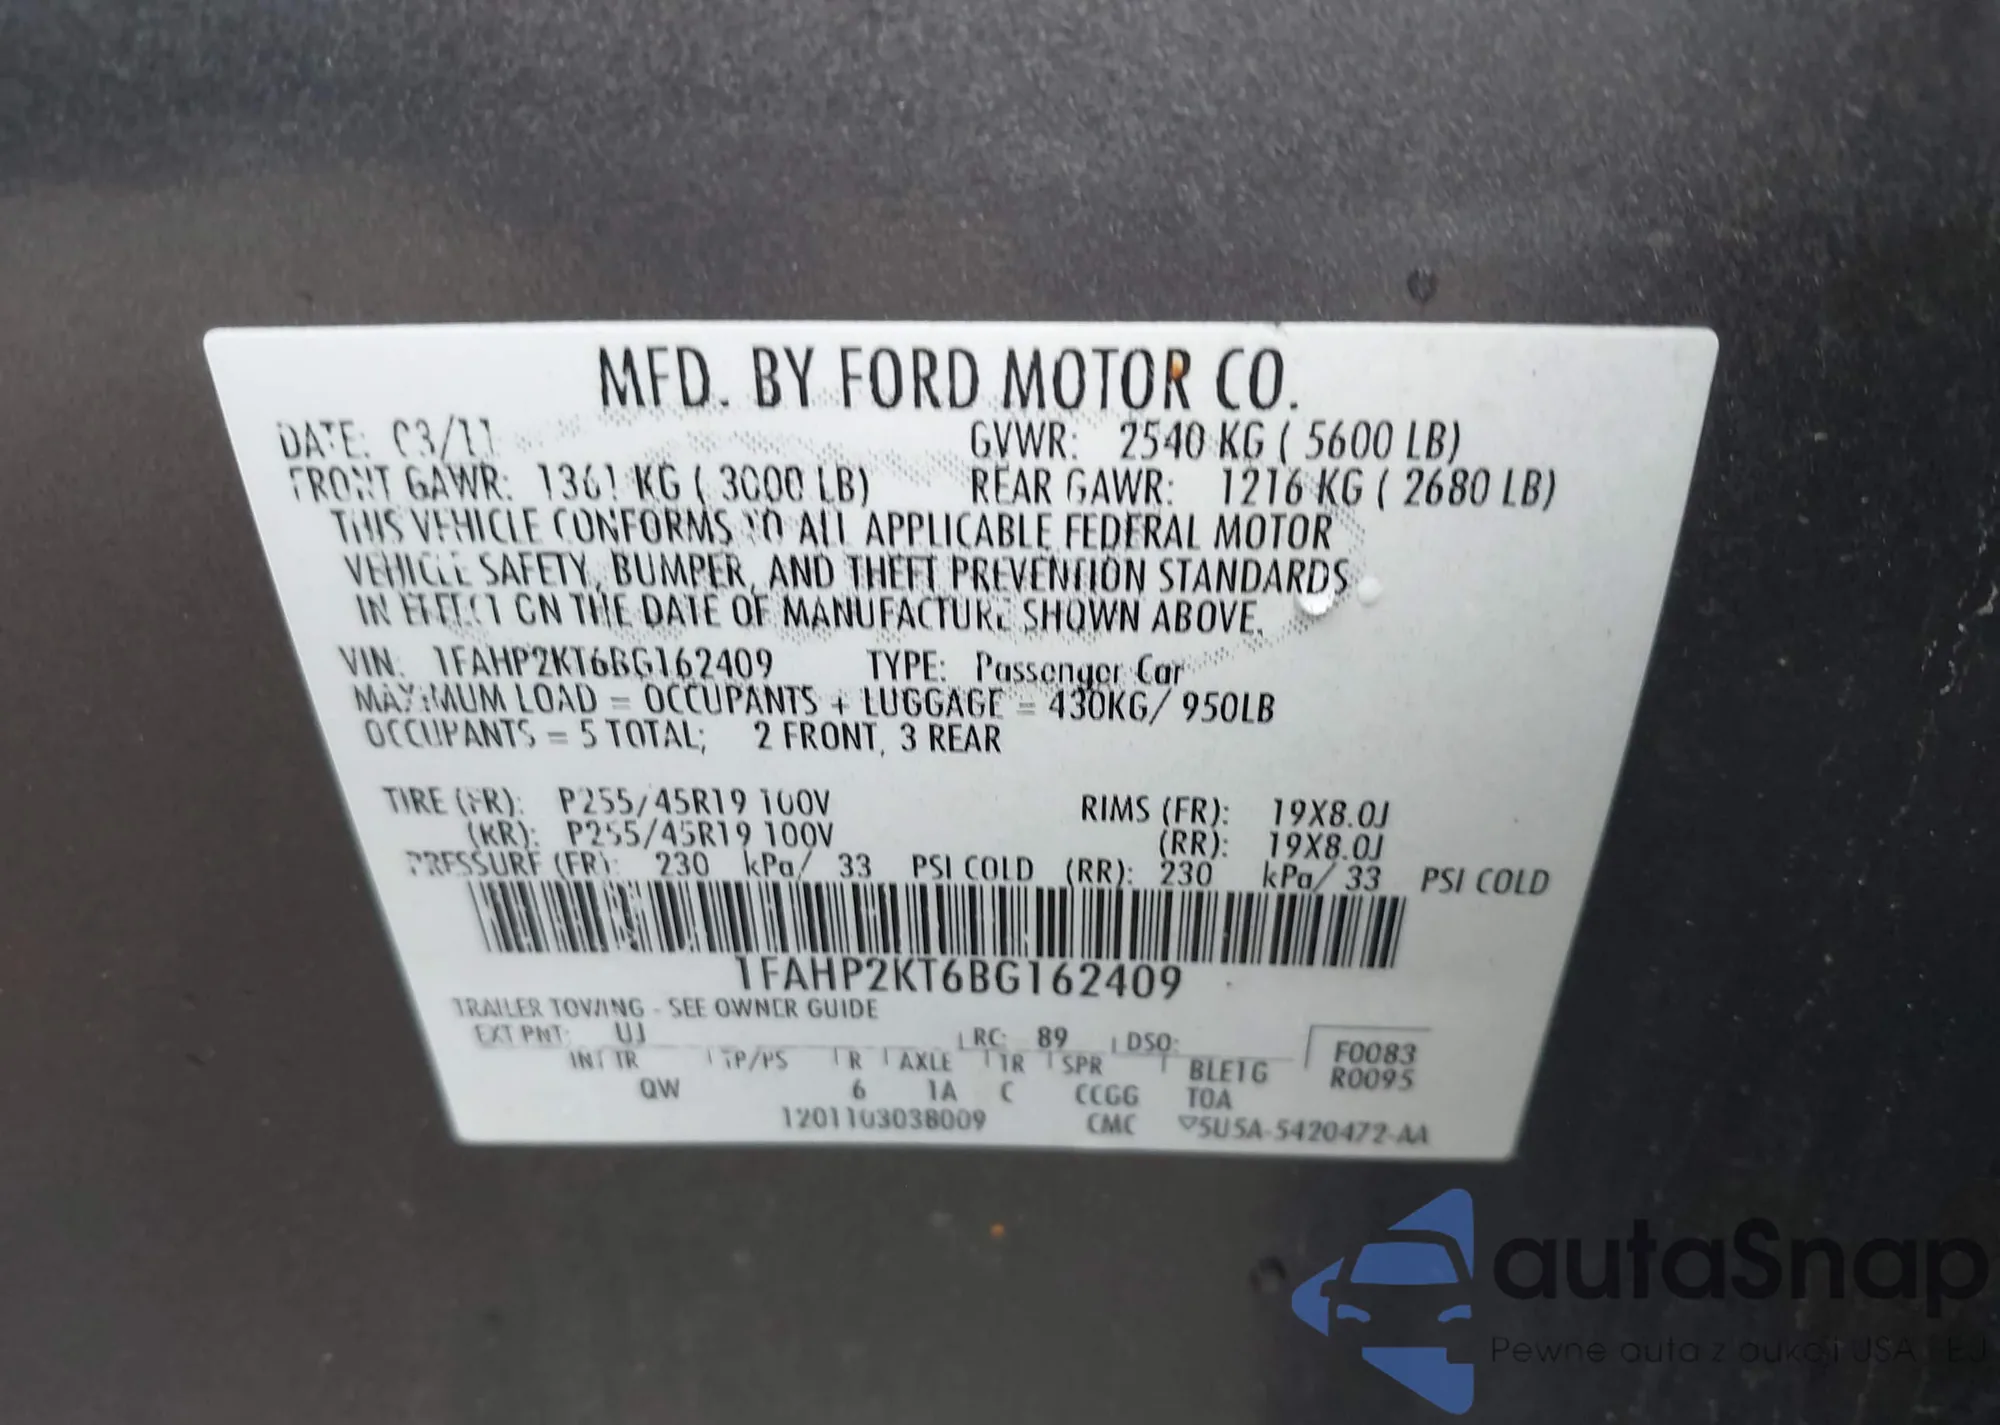 MFD. BY FORD MOTOR CO.
DATE: 03/11 GVWR: 2540 KG ( 5600 LB)
FRONT GAWR: 1361 KG ( 3000 LB) REAR GAWR: 1216 KG ( 2680 LB)
THIS VEHICLE CONFORMS TO ALL APPLICABLE FEDERAL MOTOR
VEHICLE SAFETY, BUMPER, AND THEFT PREVENTION STANDARDS
IN EFFECT ON THE DATE OF MANUFACTURE SHOWN ABOVE.
VIN: 1FAHP2KT6BG162409 TYPE: Passenger Car
MAXIMUM LOAD = OCCUPANTS + LUGGAGE = 430KG/ 950LB
OCCUPANTS = 5 TOTAL; 2 FRONT, 3 REAR
TIRE (FR): P255/45R19 100V RIMS (FR): 19X8.0J
(RR): P255/45R19 100V (RR): 19X8.0J
PRESSURE (FR): 230 kPa/ 33 PSI COLD (RR): 230 kPa/ 33 PSI COLD
1FAHP2KT6BG162409
TRAILER TOWING - SEE OWNER GUIDE
EXT PNT: UJ RC: 89 DSO: F0083
INT TR TP/PS R AXLE TR SPR BLE1G R0095
QW 6 1A C CCGG TOA
1201103038009 CMC ▽5U5A-5420472-AA
autaSnap
Pewne auta z aukcji USA i EU